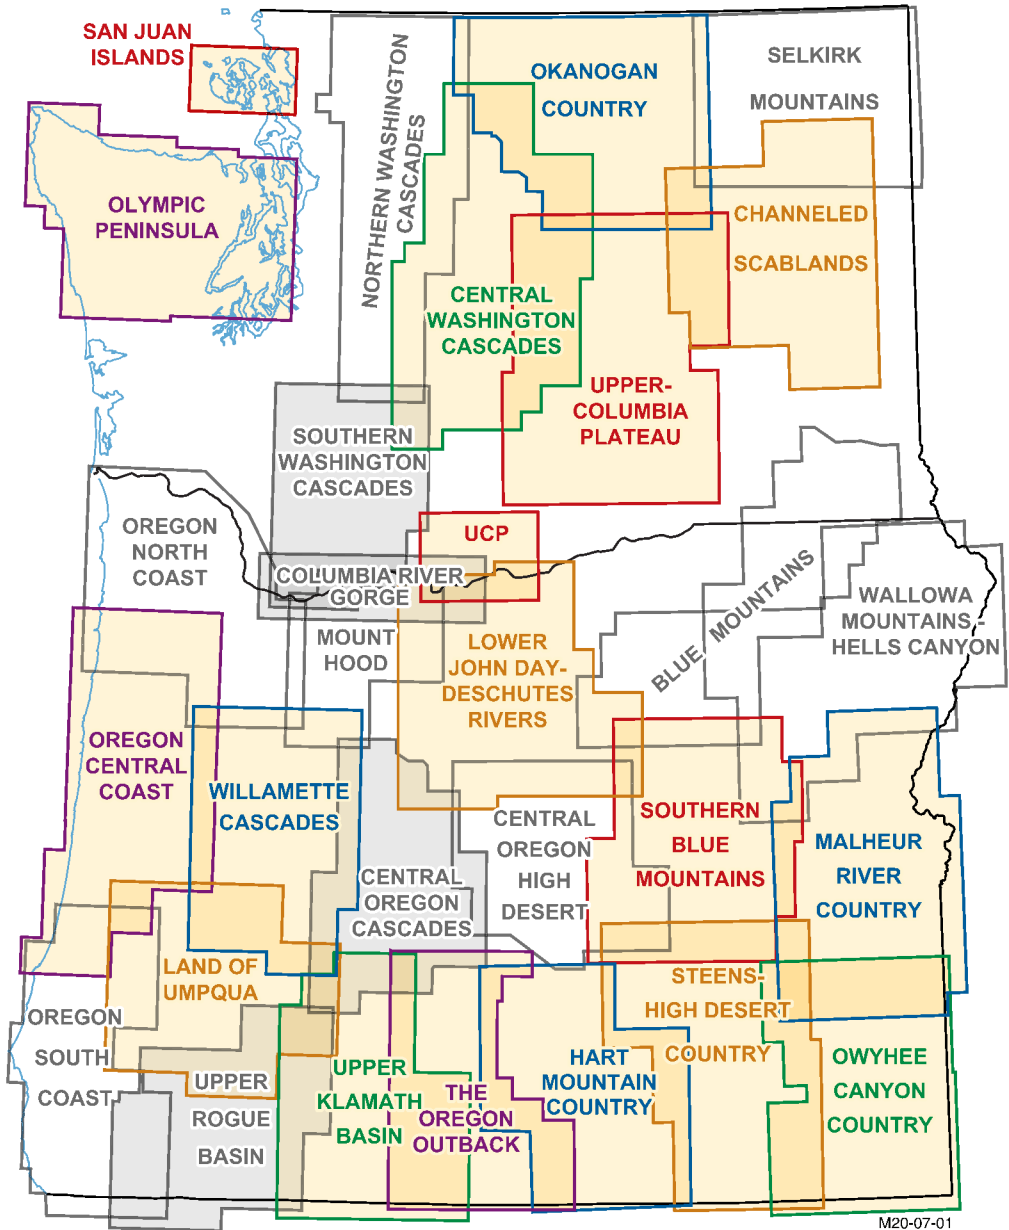 SAN JUAN
ISLANDS
OKANOGAN
COUNTRY
SELKIRK
MOUNTAINS
NORTHERN WASHINGTON
CASCADES
OLYMPIC
PENINSULA
CHANNELED
SCABLANDS
CENTRAL
WASHINGTON
CASCADES
UPPER-
COLUMBIA
PLATEAU
SOUTHERN
WASHINGTON
CASCADES
UCP
OREGON
NORTH
COAST
COLUMBIA RIVER
GORGE
MOUNT
HOOD
LOWER
JOHN DAY-
DESCHUTES
RIVERS
BLUE MOUNTAINS
WALLOWA
MOUNTAINS -
HELLS CANYON
OREGON
CENTRAL
COAST
WILLAMETTE
CASCADES
CENTRAL
OREGON
HIGH
DESERT
SOUTHERN
BLUE
MOUNTAINS
MALHEUR
RIVER
COUNTRY
CENTRAL
OREGON
CASCADES
LAND OF
UMPQUA
STEENS-
HIGH DESERT
COUNTRY
OREGON
SOUTH
COAST
UPPER
ROGUE
BASIN
UPPER
KLAMATH
BASIN
THE
OREGON
OUTBACK
HART
MOUNTAIN
COUNTRY
OWYHEE
CANYON
COUNTRY
M20-07-01